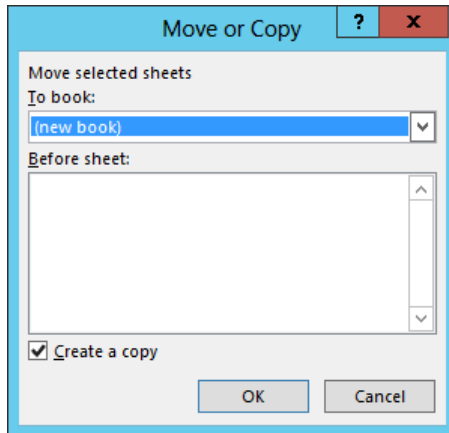 Move or Copy
?
x
Move selected sheets
To book:
(new book)
Before sheet:
Create a copy
OK
Cancel